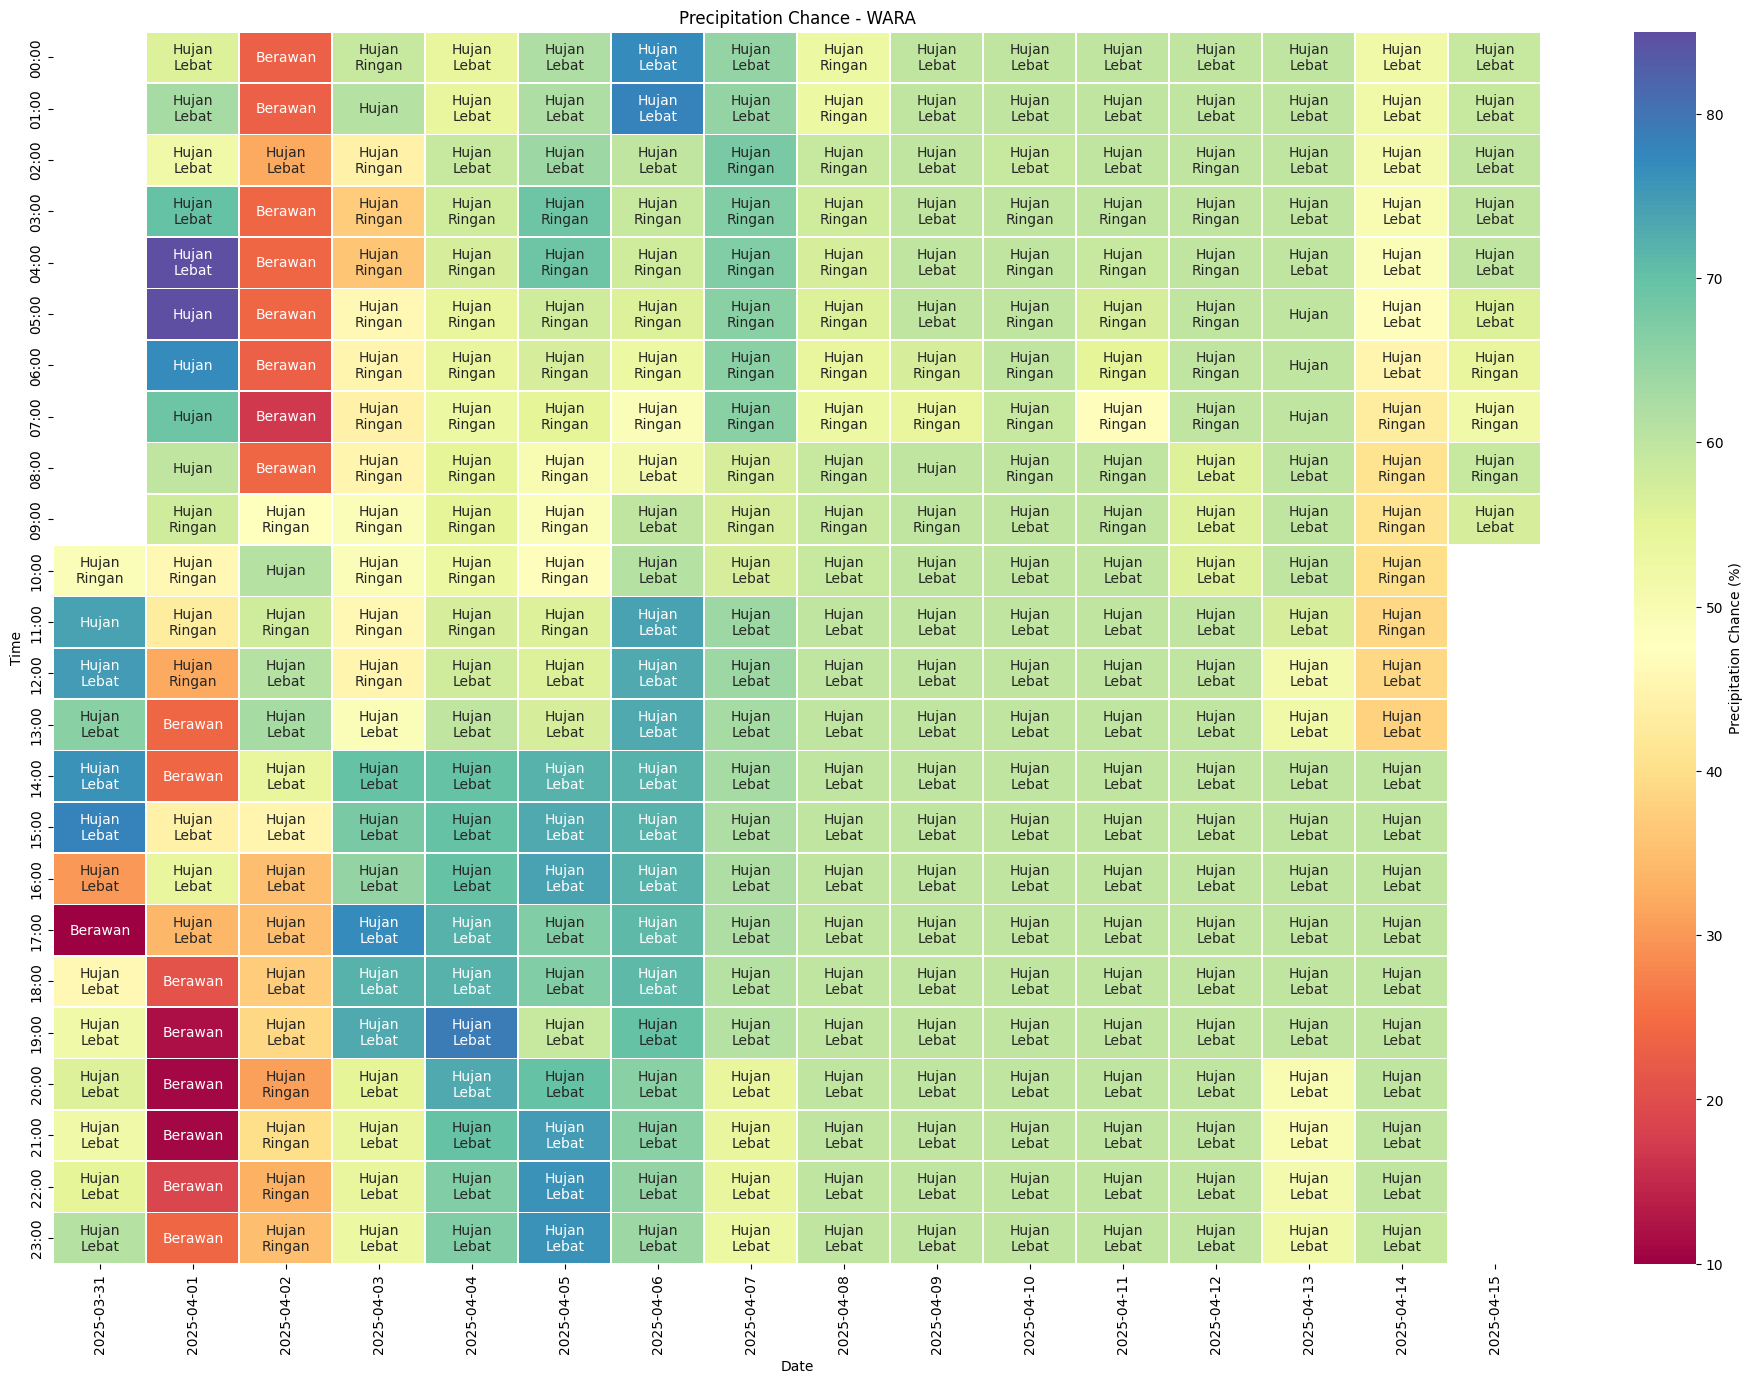 Precipitation Chance - WARA
00:00 Hujan Lebat Berawan Hujan Ringan Hujan Lebat Hujan Lebat Hujan Lebat Hujan Lebat Hujan Ringan Hujan Lebat Hujan Lebat Hujan Lebat Hujan Lebat Hujan Lebat Hujan Lebat Hujan Lebat
01:00 Hujan Lebat Berawan Hujan Hujan Lebat Hujan Lebat Hujan Lebat Hujan Lebat Hujan Ringan Hujan Lebat Hujan Lebat Hujan Lebat Hujan Lebat Hujan Lebat Hujan Lebat Hujan Lebat
02:00 Hujan Lebat Hujan Lebat Hujan Ringan Hujan Lebat Hujan Lebat Hujan Lebat Hujan Ringan Hujan Ringan Hujan Lebat Hujan Lebat Hujan Lebat Hujan Ringan Hujan Lebat Hujan Lebat Hujan Lebat
03:00 Hujan Lebat Berawan Hujan Ringan Hujan Ringan Hujan Ringan Hujan Ringan Hujan Ringan Hujan Ringan Hujan Lebat Hujan Ringan Hujan Ringan Hujan Ringan Hujan Lebat Hujan Lebat Hujan Lebat
04:00 Hujan Lebat Berawan Hujan Ringan Hujan Ringan Hujan Ringan Hujan Ringan Hujan Ringan Hujan Ringan Hujan Lebat Hujan Ringan Hujan Ringan Hujan Ringan Hujan Lebat Hujan Lebat Hujan Lebat
05:00 Hujan Berawan Hujan Ringan Hujan Ringan Hujan Ringan Hujan Ringan Hujan Ringan Hujan Ringan Hujan Lebat Hujan Ringan Hujan Ringan Hujan Ringan Hujan Hujan Lebat Hujan Lebat
06:00 Hujan Berawan Hujan Ringan Hujan Ringan Hujan Ringan Hujan Ringan Hujan Ringan Hujan Ringan Hujan Ringan Hujan Ringan Hujan Ringan Hujan Ringan Hujan Hujan Lebat Hujan Ringan
07:00 Hujan Berawan Hujan Ringan Hujan Ringan Hujan Ringan Hujan Ringan Hujan Ringan Hujan Ringan Hujan Ringan Hujan Ringan Hujan Ringan Hujan Ringan Hujan Hujan Ringan Hujan Ringan
08:00 Hujan Berawan Hujan Ringan Hujan Ringan Hujan Ringan Hujan Lebat Hujan Ringan Hujan Ringan Hujan Hujan Ringan Hujan Ringan Hujan Lebat Hujan Lebat Hujan Ringan Hujan Ringan
09:00 Hujan Ringan Hujan Ringan Hujan Ringan Hujan Ringan Hujan Ringan Hujan Lebat Hujan Ringan Hujan Ringan Hujan Ringan Hujan Lebat Hujan Ringan Hujan Lebat Hujan Lebat Hujan Ringan Hujan Lebat
10:00 Hujan Ringan Hujan Ringan Hujan Hujan Ringan Hujan Ringan Hujan Ringan Hujan Lebat Hujan Lebat Hujan Lebat Hujan Lebat Hujan Lebat Hujan Lebat Hujan Lebat Hujan Lebat Hujan Ringan
11:00 Hujan Hujan Ringan Hujan Ringan Hujan Ringan Hujan Ringan Hujan Ringan Hujan Lebat Hujan Lebat Hujan Lebat Hujan Lebat Hujan Lebat Hujan Lebat Hujan Lebat Hujan Lebat Hujan Ringan
12:00 Hujan Lebat Hujan Ringan Hujan Lebat Hujan Ringan Hujan Lebat Hujan Lebat Hujan Lebat Hujan Lebat Hujan Lebat Hujan Lebat Hujan Lebat Hujan Lebat Hujan Lebat Hujan Lebat Hujan Lebat
13:00 Hujan Lebat Berawan Hujan Lebat Hujan Lebat Hujan Lebat Hujan Lebat Hujan Lebat Hujan Lebat Hujan Lebat Hujan Lebat Hujan Lebat Hujan Lebat Hujan Lebat Hujan Lebat Hujan Lebat
14:00 Hujan Lebat Berawan Hujan Lebat Hujan Lebat Hujan Lebat Hujan Lebat Hujan Lebat Hujan Lebat Hujan Lebat Hujan Lebat Hujan Lebat Hujan Lebat Hujan Lebat Hujan Lebat Hujan Lebat
15:00 Hujan Lebat Hujan Lebat Hujan Lebat Hujan Lebat Hujan Lebat Hujan Lebat Hujan Lebat Hujan Lebat Hujan Lebat Hujan Lebat Hujan Lebat Hujan Lebat Hujan Lebat Hujan Lebat Hujan Lebat
16:00 Hujan Lebat Hujan Lebat Hujan Lebat Hujan Lebat Hujan Lebat Hujan Lebat Hujan Lebat Hujan Lebat Hujan Lebat Hujan Lebat Hujan Lebat Hujan Lebat Hujan Lebat Hujan Lebat Hujan Lebat
17:00 Berawan Hujan Lebat Hujan Lebat Hujan Lebat Hujan Lebat Hujan Lebat Hujan Lebat Hujan Lebat Hujan Lebat Hujan Lebat Hujan Lebat Hujan Lebat Hujan Lebat Hujan Lebat Hujan Lebat
18:00 Hujan Lebat Berawan Hujan Lebat Hujan Lebat Hujan Lebat Hujan Lebat Hujan Lebat Hujan Lebat Hujan Lebat Hujan Lebat Hujan Lebat Hujan Lebat Hujan Lebat Hujan Lebat Hujan Lebat
19:00 Hujan Lebat Berawan Hujan Lebat Hujan Lebat Hujan Lebat Hujan Lebat Hujan Lebat Hujan Lebat Hujan Lebat Hujan Lebat Hujan Lebat Hujan Lebat Hujan Lebat Hujan Lebat Hujan Lebat
20:00 Hujan Lebat Berawan Hujan Ringan Hujan Lebat Hujan Lebat Hujan Lebat Hujan Lebat Hujan Lebat Hujan Lebat Hujan Lebat Hujan Lebat Hujan Lebat Hujan Lebat Hujan Lebat Hujan Lebat
21:00 Hujan Lebat Berawan Hujan Ringan Hujan Lebat Hujan Lebat Hujan Lebat Hujan Lebat Hujan Lebat Hujan Lebat Hujan Lebat Hujan Lebat Hujan Lebat Hujan Lebat Hujan Lebat Hujan Lebat
22:00 Hujan Lebat Berawan Hujan Ringan Hujan Lebat Hujan Lebat Hujan Lebat Hujan Lebat Hujan Lebat Hujan Lebat Hujan Lebat Hujan Lebat Hujan Lebat Hujan Lebat Hujan Lebat Hujan Lebat
23:00 Hujan Lebat Berawan Hujan Ringan Hujan Lebat Hujan Lebat Hujan Lebat Hujan Lebat Hujan Lebat Hujan Lebat Hujan Lebat Hujan Lebat Hujan Lebat Hujan Lebat Hujan Lebat Hujan Lebat
Time
2025-03-31 2025-04-01 2025-04-02 2025-04-03 2025-04-04 2025-04-05 2025-04-06 2025-04-07 2025-04-08 2025-04-09 2025-04-10 2025-04-11 2025-04-12 2025-04-13 2025-04-14 2025-04-15
Date
80
70
60
50
40
30
20
10
Precipitation Chance (%)